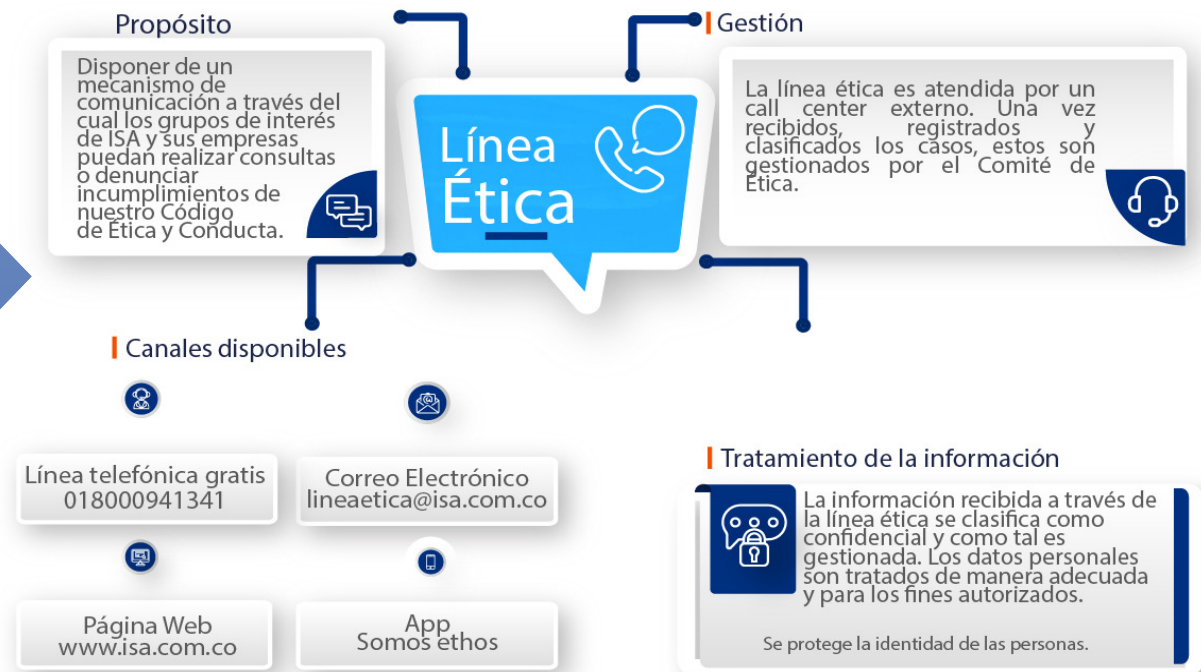 Propósito
Disponer de un
mecanismo de
comunicación a través del
cual los grupos de interés
de ISA y sus empresas
puedan realizar consultas
o denunciar
incumplimientos de
nuestro Código
de Ética y Conducta.
Línea
Ética
Gestión
La línea ética es atendida por un
call center externo. Una vez
recibidos, registrados y
clasificados los casos, estos son
gestionados por el Comité de
Ética.
Canales disponibles
Línea telefónica gratis
018000941341
Correo Electrónico
lineaetica@isa.com.co
Página Web
www.isa.com.co
App
Somos ethos
Tratamiento de la información
La información recibida a través de
la línea ética se clasifica como
confidencial y como tal es
gestionada. Los datos personales
son tratados de manera adecuada
y para los fines autorizados.
Se protege la identidad de las personas.